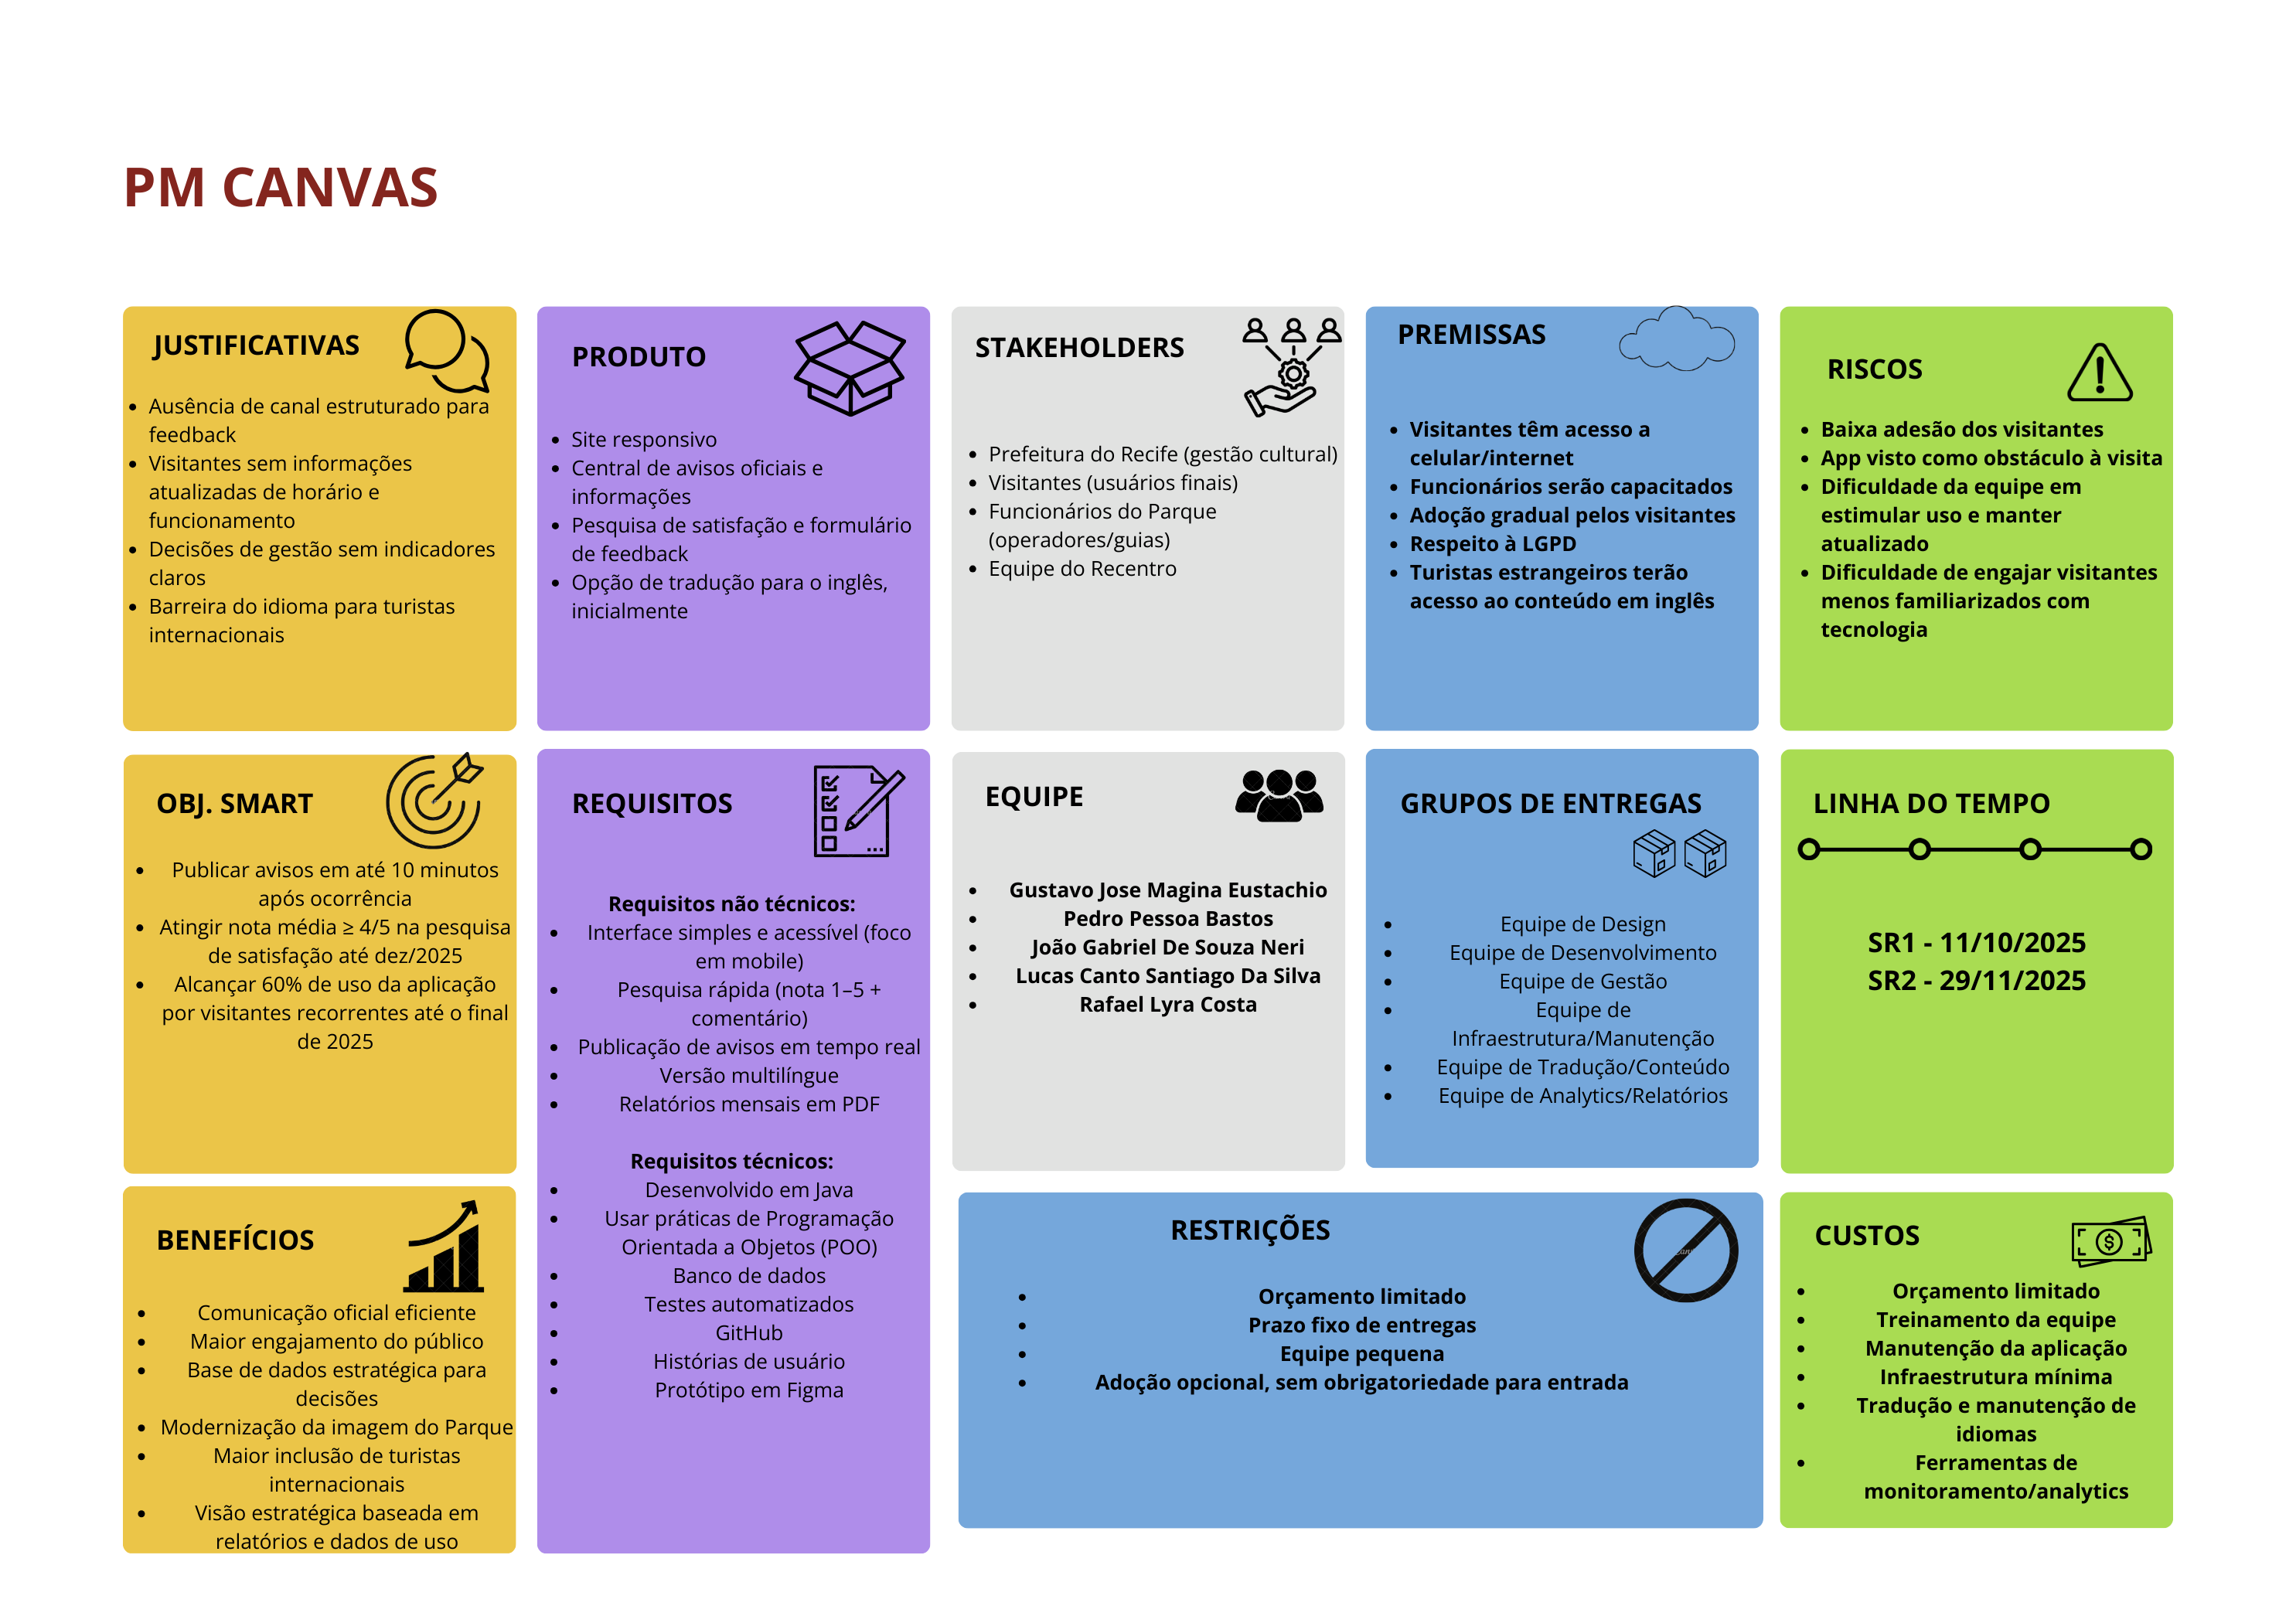 PM CANVAS
JUSTIFICATIVAS
• Ausência de canal estruturado para
feedback
• Visitantes sem informações
atualizadas de horário e
funcionamento
• Decisões de gestão sem indicadores
claros
• Barreira do idioma para turistas
internacionais
PRODUTO
• Site responsivo
• Central de avisos oficiais e
informações
• Pesquisa de satisfação e formulário
de feedback
• Opção de tradução para o inglês,
inicialmente
STAKEHOLDERS
• Prefeitura do Recife (gestão cultural)
• Visitantes (usuários finais)
• Funcionários do Parque
(operadores/guias)
• Equipe do Recentro
PREMISSAS
• Visitantes têm acesso a
celular/internet
• Funcionários serão capacitados
• Adoção gradual pelos visitantes
• Respeito à LGPD
• Turistas estrangeiros terão
acesso ao conteúdo em inglês
RISCOS
• Baixa adesão dos visitantes
• App visto como obstáculo à visita
• Dificuldade da equipe em
estimular uso e manter
atualizado
• Dificuldade de engajar visitantes
menos familiarizados com
tecnologia
OBJ. SMART
• Publicar avisos em até 10 minutos
após ocorrência
• Atingir nota média ≥ 4/5 na pesquisa
de satisfação até dez/2025
• Alcançar 60% de uso da aplicação
por visitantes recorrentes até o final
de 2025
REQUISITOS
Requisitos não técnicos:
• Interface simples e acessível (foco
em mobile)
• Pesquisa rápida (nota 1–5 +
comentário)
• Publicação de avisos em tempo real
• Versão multilíngue
• Relatórios mensais em PDF
Requisitos técnicos:
• Desenvolvido em Java
• Usar práticas de Programação
Orientada a Objetos (POO)
• Banco de dados
• Testes automatizados
• GitHub
• Histórias de usuário
• Protótipo em Figma
EQUIPE
• Gustavo Jose Magina Eustachio
• Pedro Pessoa Bastos
• João Gabriel De Souza Neri
• Lucas Canto Santiago Da Silva
• Rafael Lyra Costa
GRUPOS DE ENTREGAS
• Equipe de Design
• Equipe de Desenvolvimento
• Equipe de Gestão
• Equipe de
Infraestrutura/Manutenção
• Equipe de Tradução/Conteúdo
• Equipe de Analytics/Relatórios
LINHA DO TEMPO
SR1 - 11/10/2025
SR2 - 29/11/2025
BENEFÍCIOS
• Comunicação oficial eficiente
• Maior engajamento do público
• Base de dados estratégica para
decisões
• Modernização da imagem do Parque
• Maior inclusão de turistas
internacionais
• Visão estratégica baseada em
relatórios e dados de uso
RESTRIÇÕES
• Orçamento limitado
• Prazo fixo de entregas
• Equipe pequena
• Adoção opcional, sem obrigatoriedade para entrada
CUSTOS
• Orçamento limitado
• Treinamento da equipe
• Manutenção da aplicação
• Infraestrutura mínima
• Tradução e manutenção de
idiomas
• Ferramentas de
monitoramento/analytics